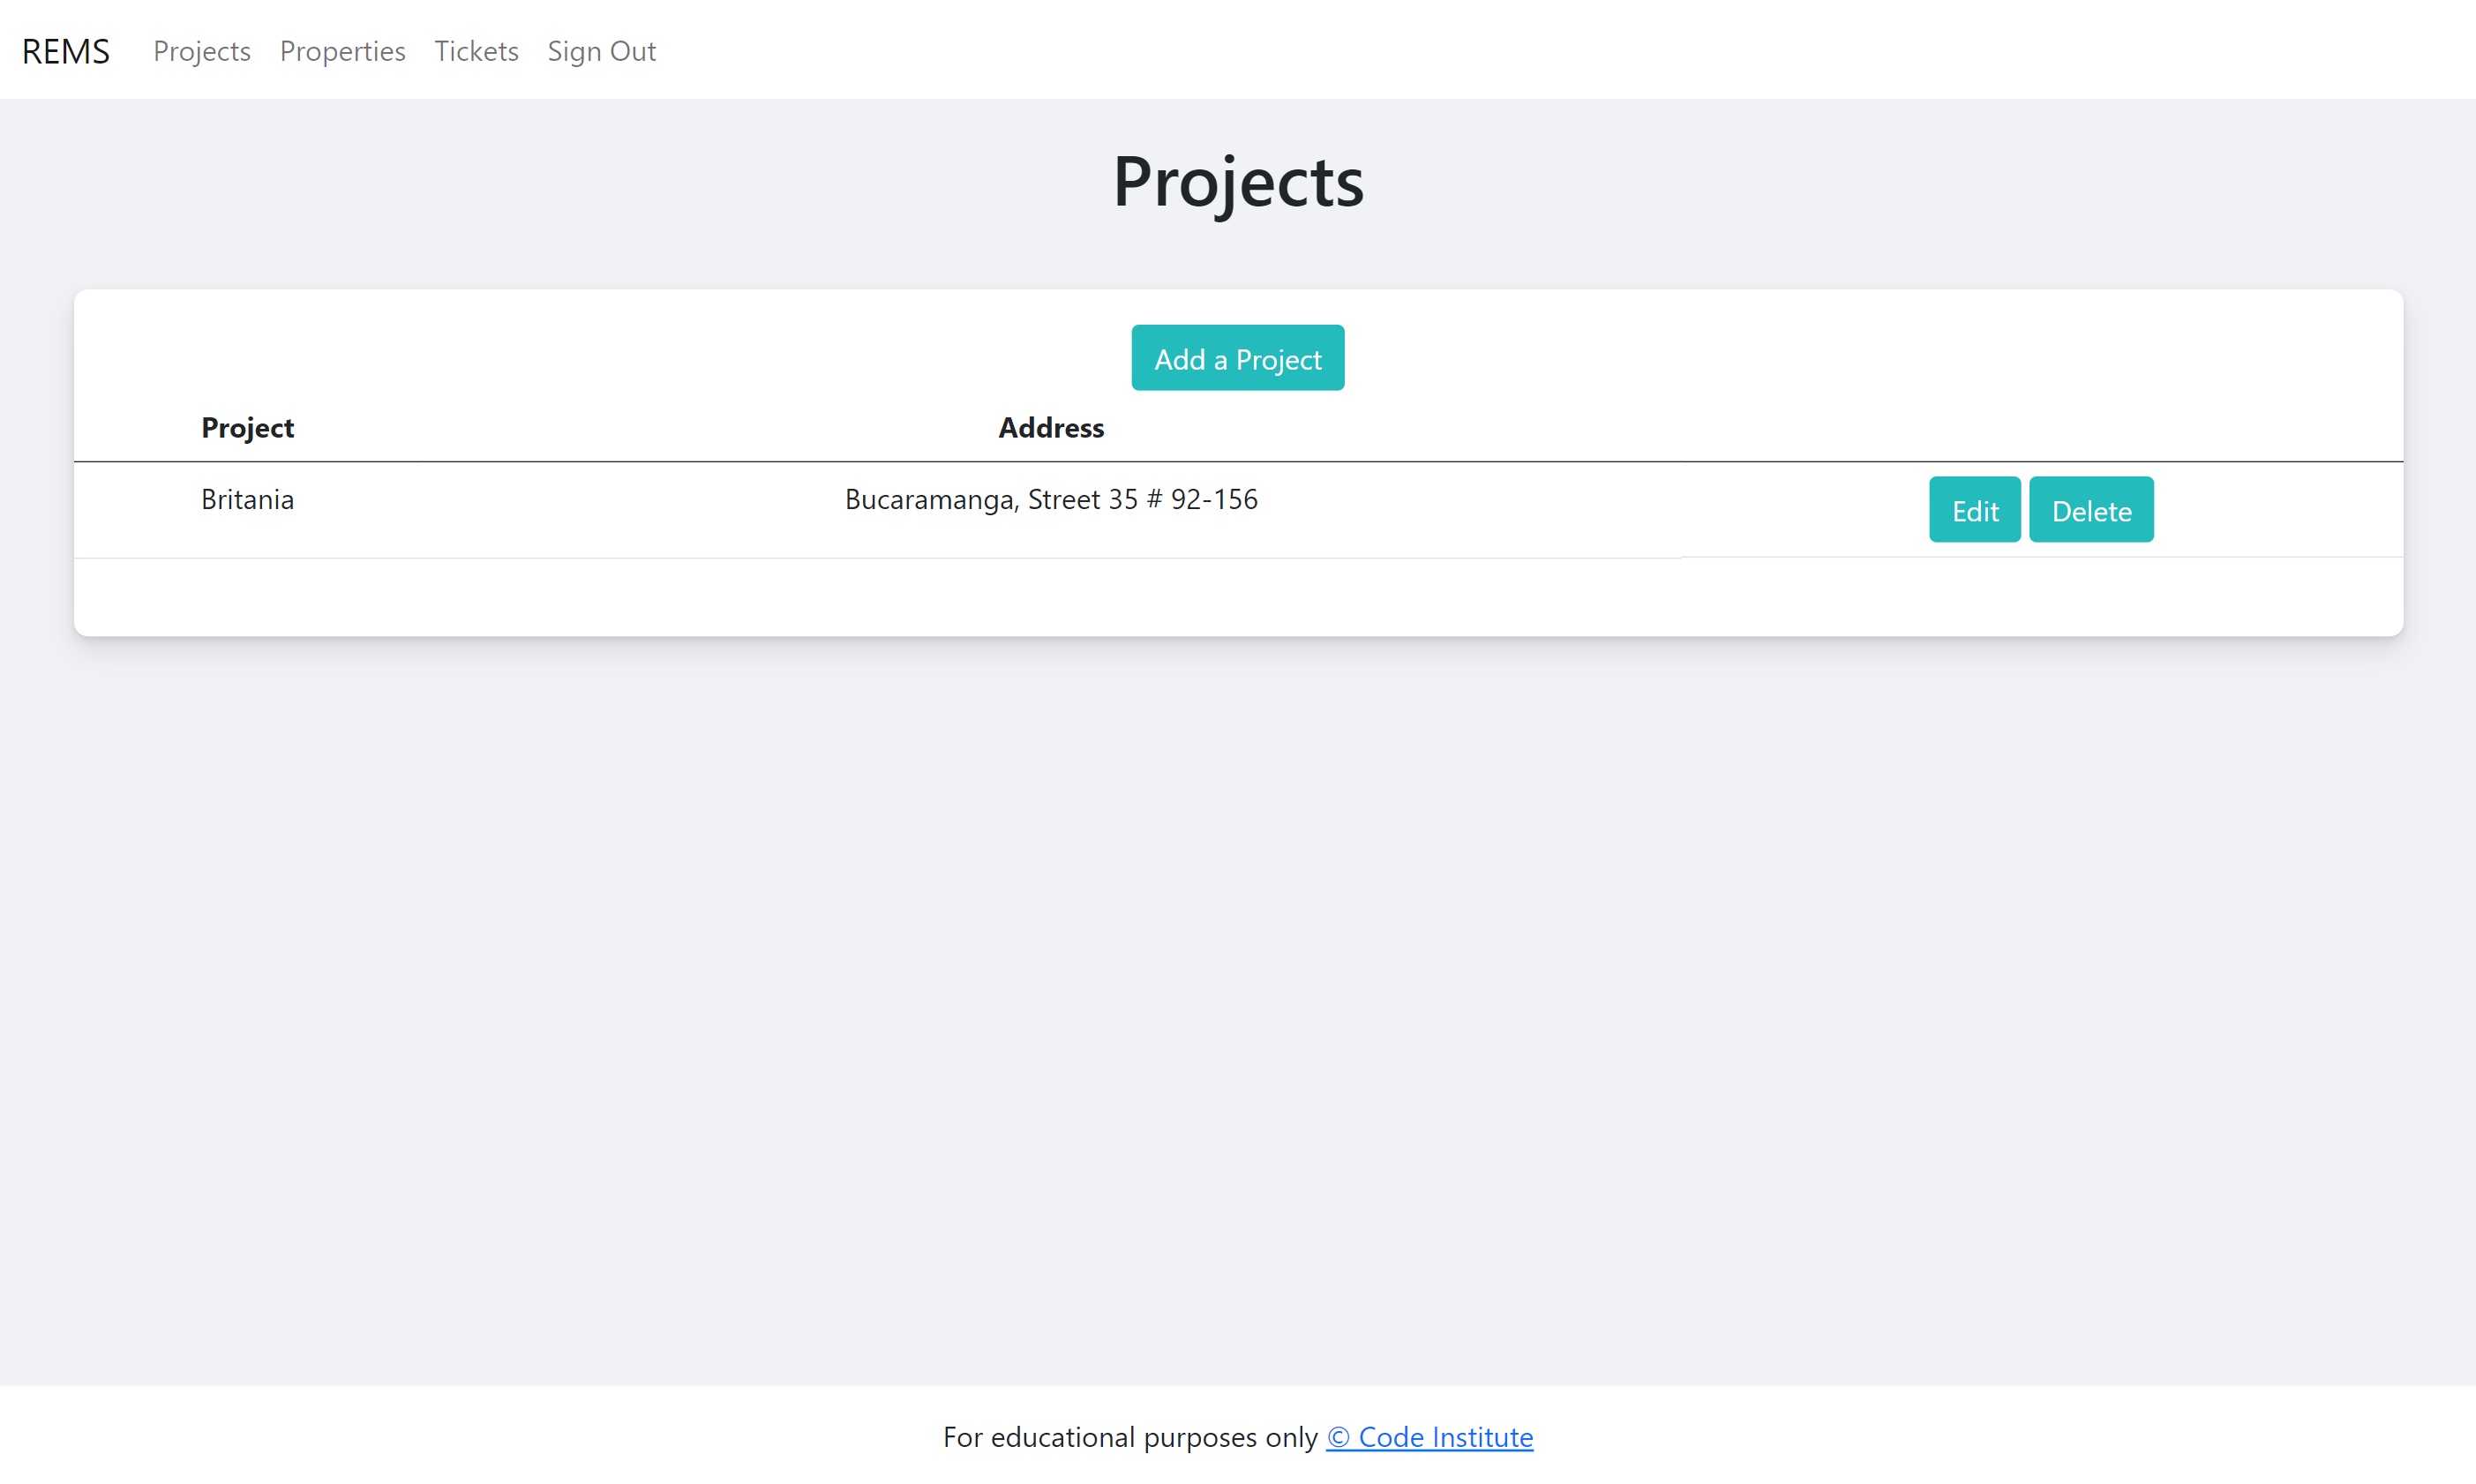 REMS Projects Properties Tickets Sign Out
Projects
Add a Project
Project Address
Britania Bucaramanga, Street 35 # 92-156 Edit Delete
For educational purposes only © Code Institute